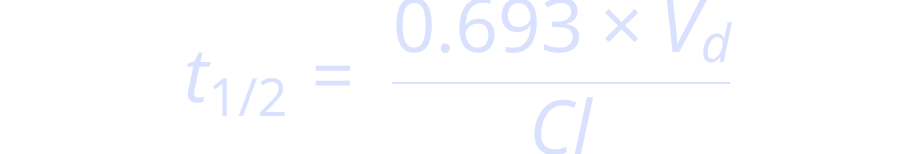 t1/2 = 0.693 × Vd / Cl